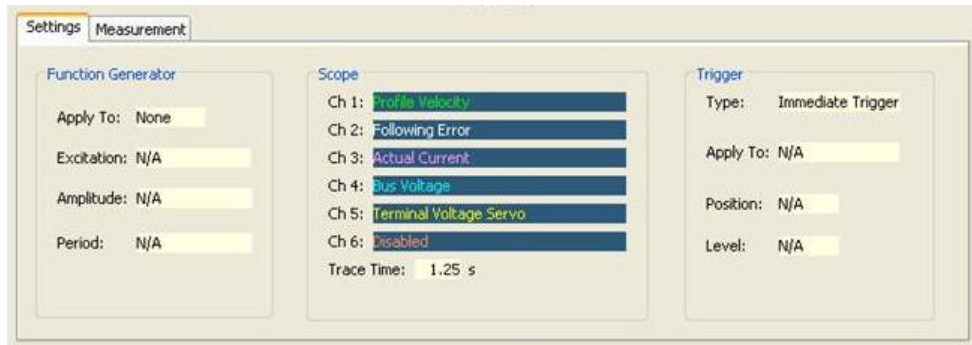 Settings Measurement
Function Generator
Apply To: None
Excitation: N/A
Amplitude: N/A
Period: N/A
Scope
Ch 1: Profile Velocity
Ch 2: Following Error
Ch 3: Actual Current
Ch 4: Bus Voltage
Ch 5: Terminal Voltage Servo
Ch 6: Disabled
Trace Time: 1.25 s
Trigger
Type: Immediate Trigger
Apply To: N/A
Position: N/A
Level: N/A